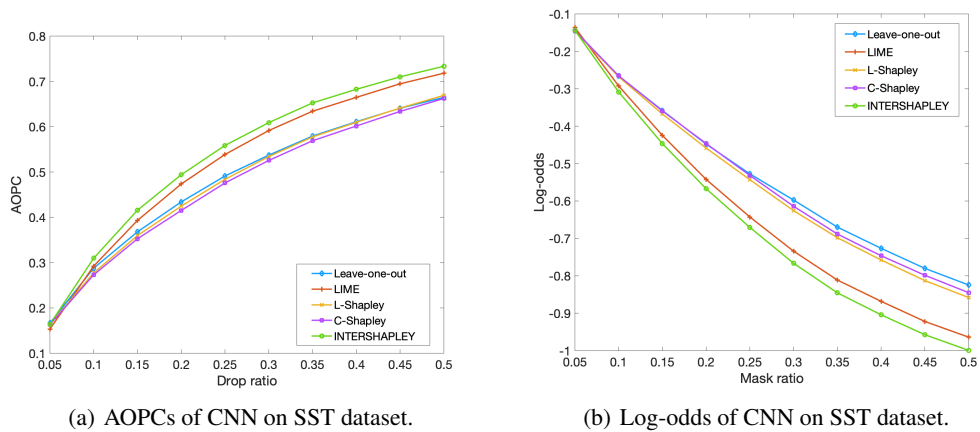 0.8
0.7
0.6
0.5
0.4
0.3
0.2
0.1
AOPC
Leave-one-out
LIME
L-Shapley
C-Shapley
INTERSHAPLEY
0.05 0.1 0.15 0.2 0.25 0.3 0.35 0.4 0.45 0.5
Drop ratio
(a) AOPCs of CNN on SST dataset.
-0.1
-0.2
-0.3
-0.4
-0.5
-0.6
-0.7
-0.8
-0.9
-1
Log-odds
Leave-one-out
LIME
L-Shapley
C-Shapley
INTERSHAPLEY
0.05 0.1 0.15 0.2 0.25 0.3 0.35 0.4 0.45 0.5
Mask ratio
(b) Log-odds of CNN on SST dataset.